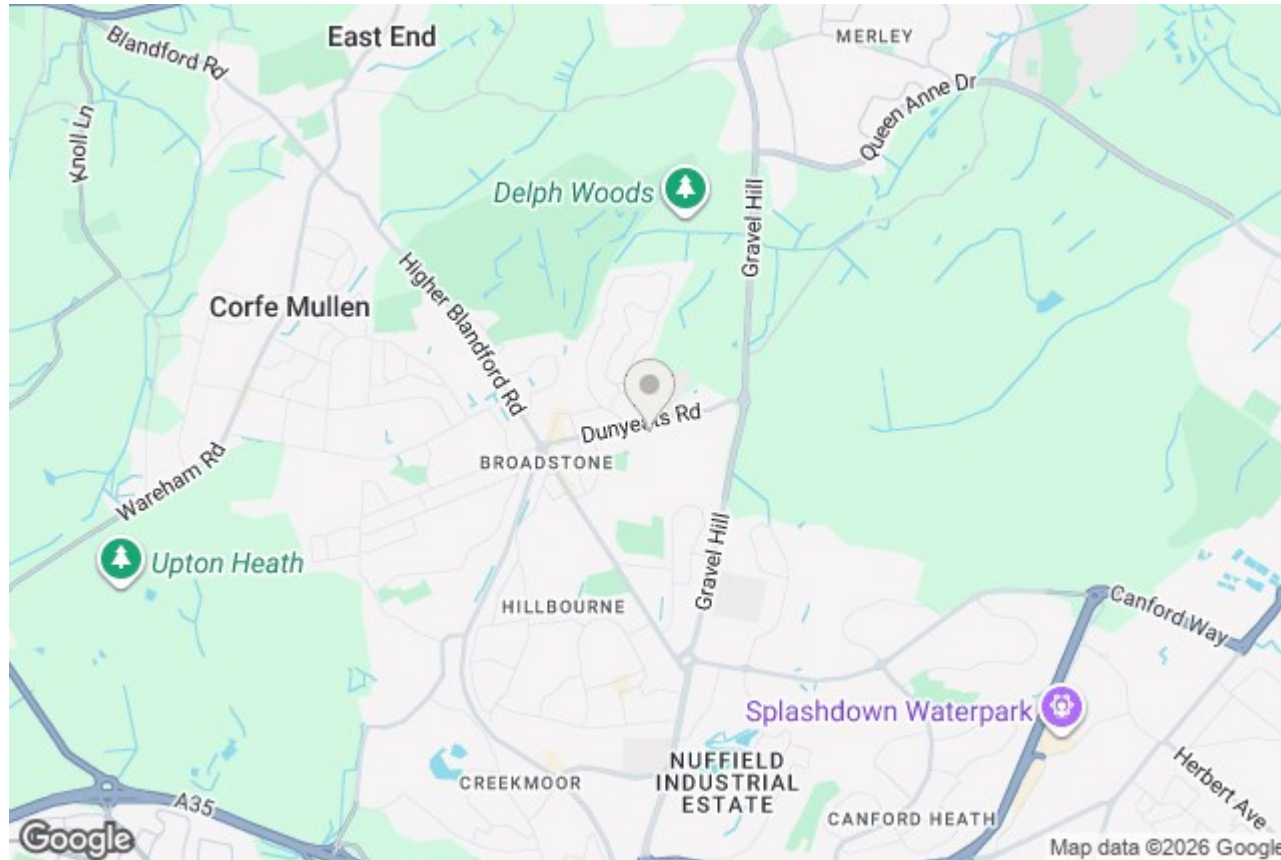 Blandford Rd
East End
MERLEY
Queen Anne Dr
Knoll Ln
Delph Woods
Gravel Hill
Higher Blandford Rd
Corfe Mullen
Dunyeats Rd
BROADSTONE
Wareham Rd
Upton Heath
Gravel Hill
HILLBOURNE
Canford Way
Splashdown Waterpark
NUFFIELD
INDUSTRIAL
ESTATE
CREEKMOOR
Herbert Ave
A35
CANFORD HEATH
Google
Map data ©2026 Google